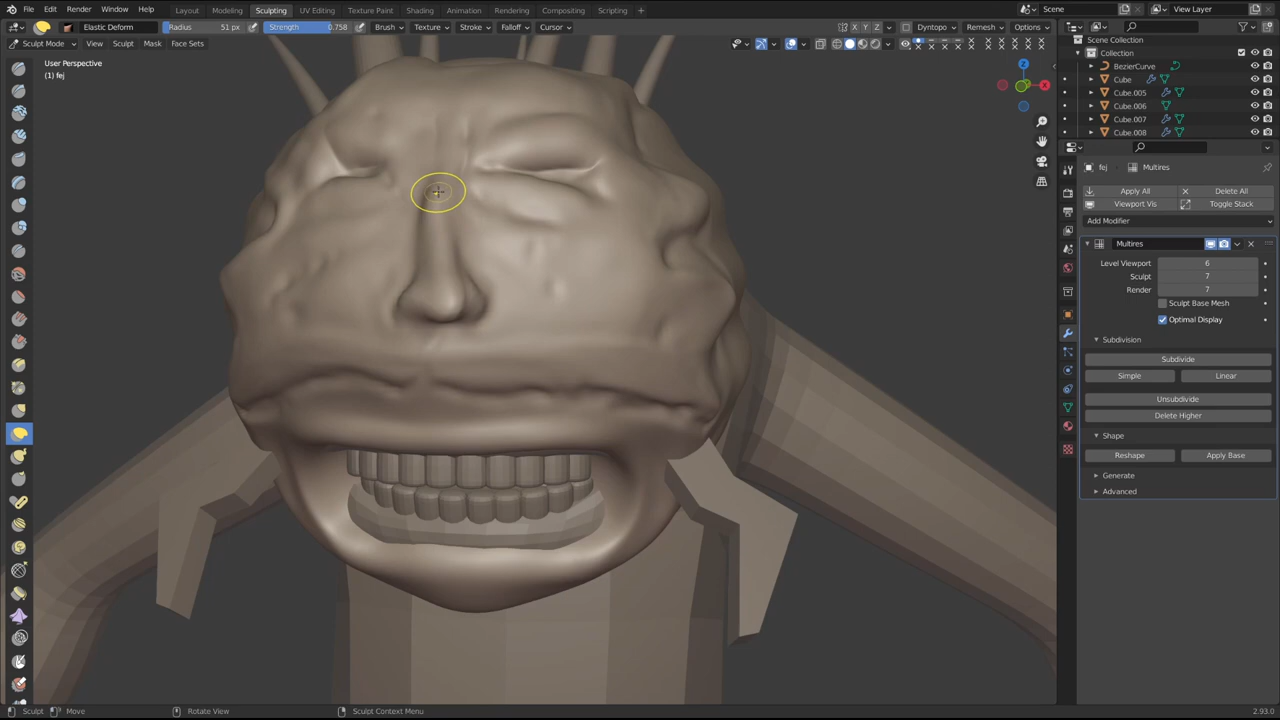 File Edit Render Window Help Layout Modeling Sculpting UV Editing Texture Paint Shading Animation Rendering Compositing Scripting + Scene View Layer
Elastic Deform Radius 51 px Strength 0.758 Brush Texture Stroke Falloff Cursor X Y Z Dyntopo Remesh Options
Sculpt Mode View Sculpt Mask Face Sets
User Perspective
(1) fej
Z
X
Scene Collection
Collection
BezierCurve
Cube
Cube.005
Cube.006
Cube.007
Cube.008
fej Multires
Apply All Delete All
Viewport Vis Toggle Stack
Add Modifier
Multires
Level Viewport 6
Sculpt 7
Render 7
Sculpt Base Mesh
Optimal Display
Subdivision
Subdivide
Simple Linear
Unsubdivide
Delete Higher
Shape
Reshape Apply Base
Generate
Advanced
Sculpt Move Rotate View Sculpt Context Menu 2.93.0